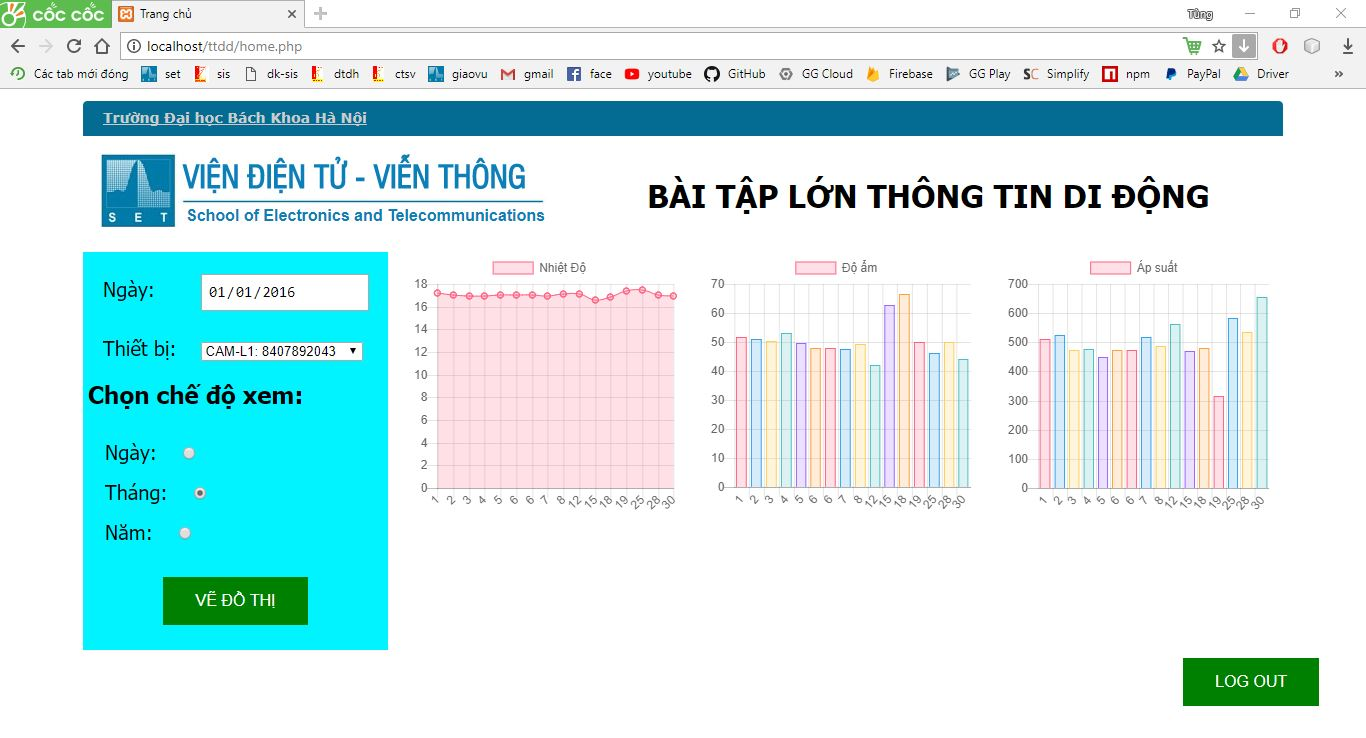 cốc cốc
Trang chủ
Tùng
localhost/ttdd/home.php
Các tab mới đóng set sis dk-sis dtdh ctsv giaovu gmail face youtube GitHub GG Cloud Firebase GG Play SC Simplify npm PayPal Driver »
Trường Đại học Bách Khoa Hà Nội
VIỆN ĐIỆN TỬ - VIỄN THÔNG
School of Electronics and Telecommunications
S E T
BÀI TẬP LỚN THÔNG TIN DI ĐỘNG
Ngày: 01/01/2016
Thiết bị: CAM-L1: 8407892043
Chọn chế độ xem:
Ngày:
Tháng:
Năm:
VẼ ĐỒ THỊ
Nhiệt Độ
18
16
14
12
10
8
6
4
2
0
1 2 3 4 5 6 6 7 8 12 15 18 19 25 28 30
Độ ẩm
70
60
50
40
30
20
10
0
1 2 3 4 5 6 6 7 8 12 15 18 19 25 28 30
Áp suất
700
600
500
400
300
200
100
0
1 2 3 4 5 6 6 7 8 12 15 18 19 25 28 30
LOG OUT